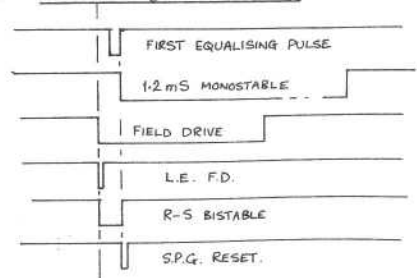 FIRST EQUALISING PULSE
1·2 mS MONOSTABLE
FIELD DRIVE
L.E. F.D.
R-S BISTABLE
S.P.G. RESET.